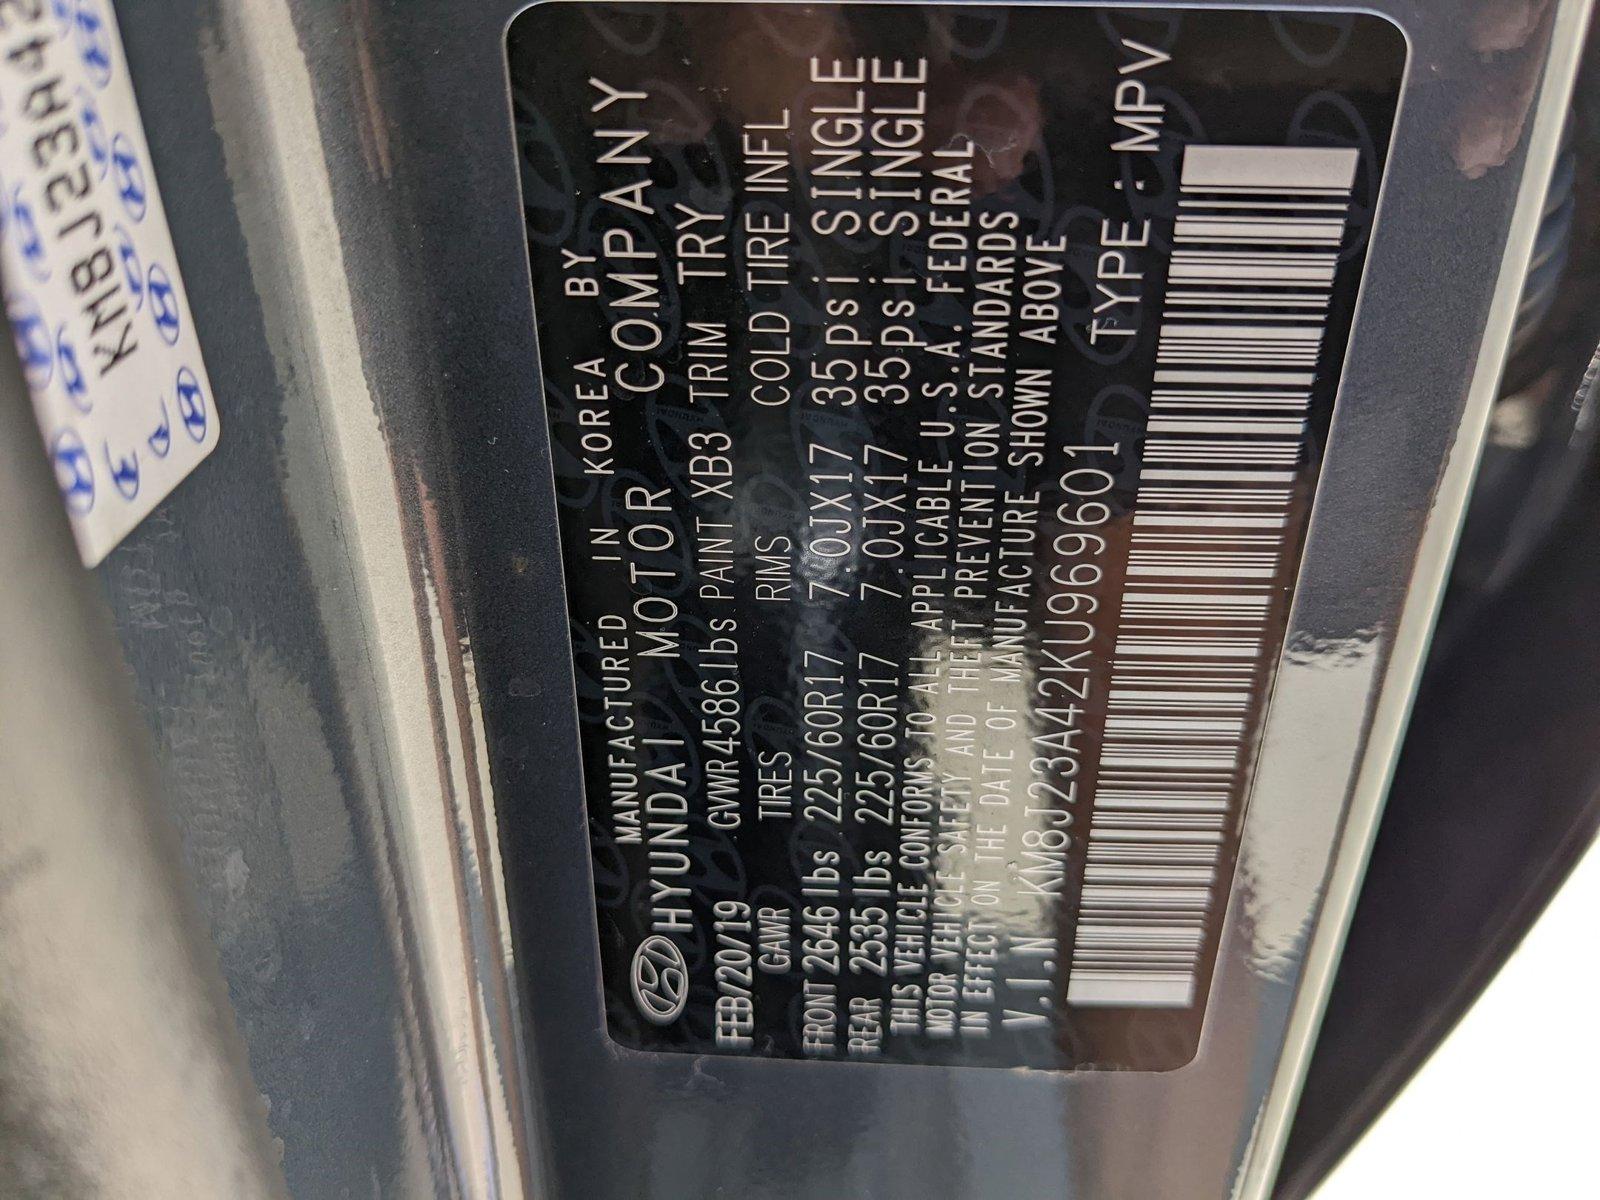 KM8J23A42
MANUFACTURED IN KOREA BY
HYUNDAI MOTOR COMPANY
FEB/20/19 GVWR4586lbs PAINT XB3 TRIM TRY
GAWR TIRES RIMS COLD TIRE INFL
FRONT 2646lbs 225/60R17 7.0JX17 35psi SINGLE
REAR 2535lbs 225/60R17 7.0JX17 35psi SINGLE
THIS VEHICLE CONFORMS TO ALL APPLICABLE U.S.A. FEDERAL
MOTOR VEHICLE SAFETY AND THEFT PREVENTION STANDARDS
IN EFFECT ON THE DATE OF MANUFACTURE SHOWN ABOVE
V.I.N KM8J23A42KU969601 TYPE : MPV